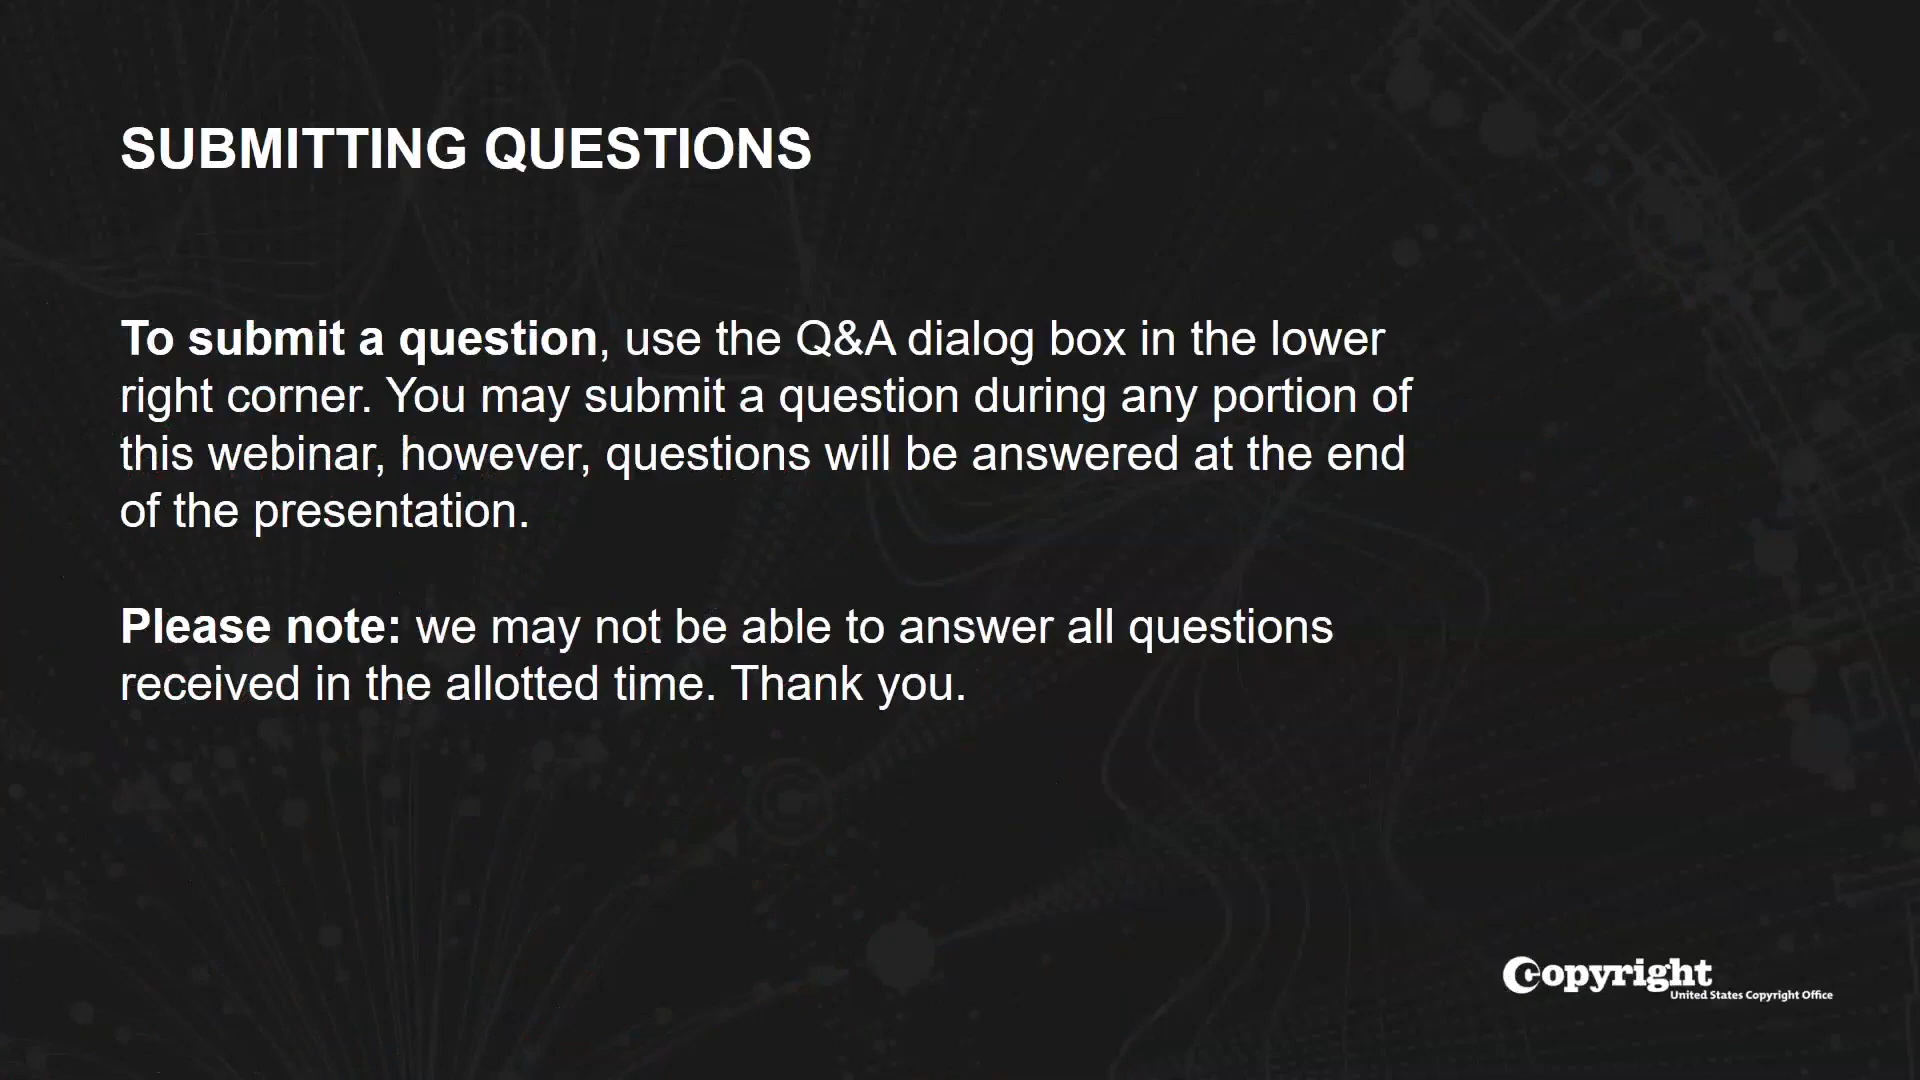 SUBMITTING QUESTIONS
To submit a question, use the Q&A dialog box in the lower
right corner. You may submit a question during any portion of
this webinar, however, questions will be answered at the end
of the presentation.
Please note: we may not be able to answer all questions
received in the allotted time. Thank you.
Copyright
United States Copyright Office